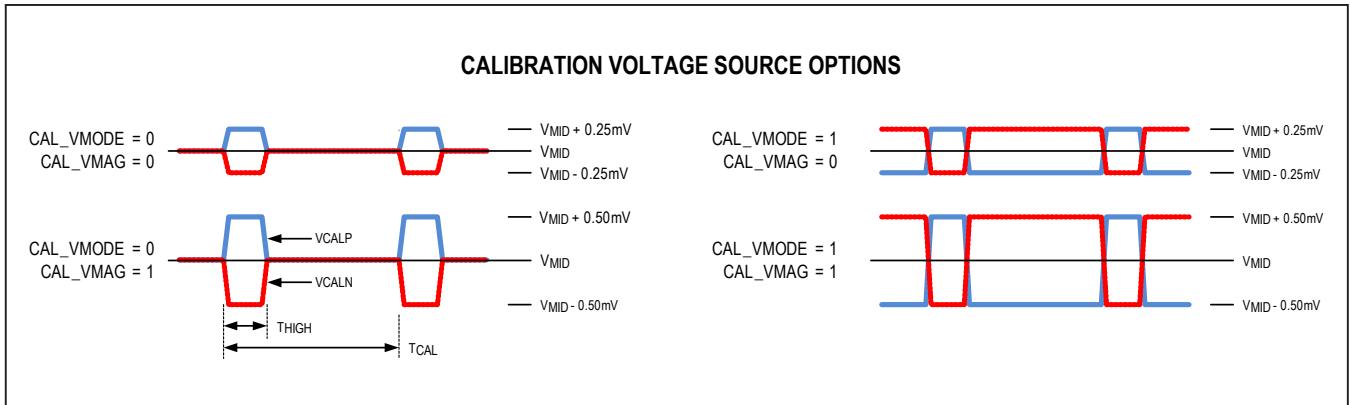 CALIBRATION VOLTAGE SOURCE OPTIONS
CAL_VMODE = 0
CAL_VMAG = 0
VMID + 0.25mV
VMID
VMID - 0.25mV
CAL_VMODE = 0
CAL_VMAG = 1
VCALP
VCALN
VMID + 0.50mV
VMID
VMID - 0.50mV
THIGH
TCAL
CAL_VMODE = 1
CAL_VMAG = 0
VMID + 0.25mV
VMID
VMID - 0.25mV
CAL_VMODE = 1
CAL_VMAG = 1
VMID + 0.50mV
VMID
VMID - 0.50mV